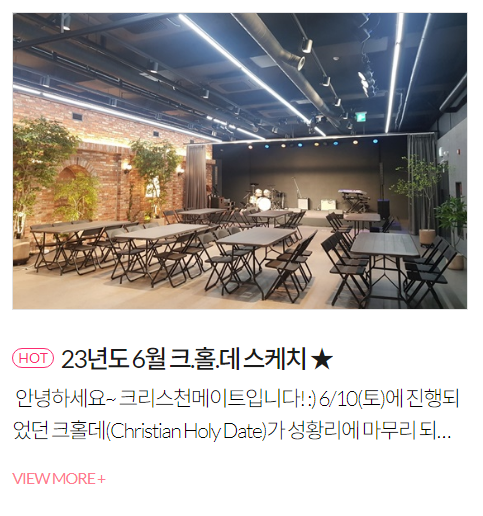 HOT 23년도 6월 크.홀.데 스케치 ★
안녕하세요~ 크리스천메이트입니다! :) 6/10(토)에 진행되
었던 크홀데(Christian Holy Date)가 성황리에 마무리 되...
VIEW MORE +